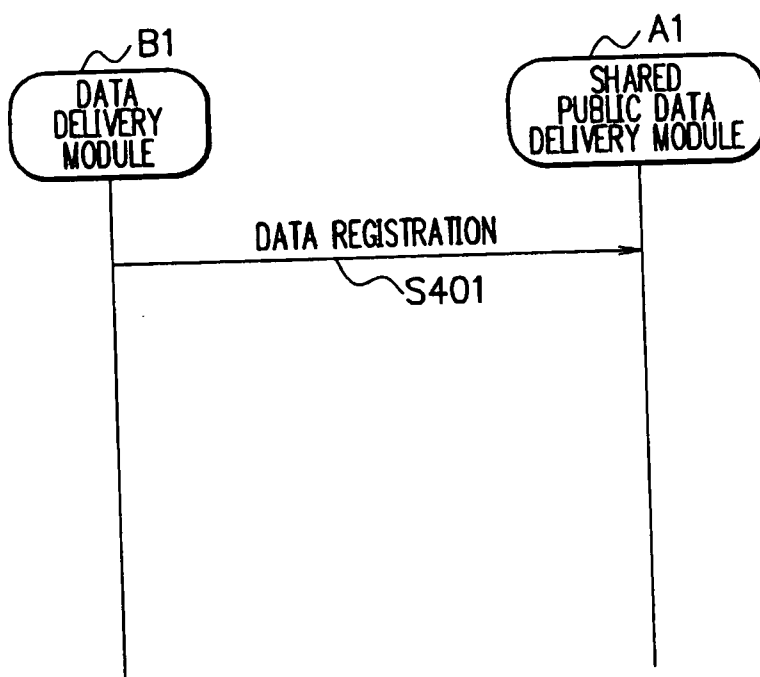 B1
DATA
DELIVERY
MODULE
A1
SHARED
PUBLIC DATA
DELIVERY MODULE
DATA REGISTRATION
S401